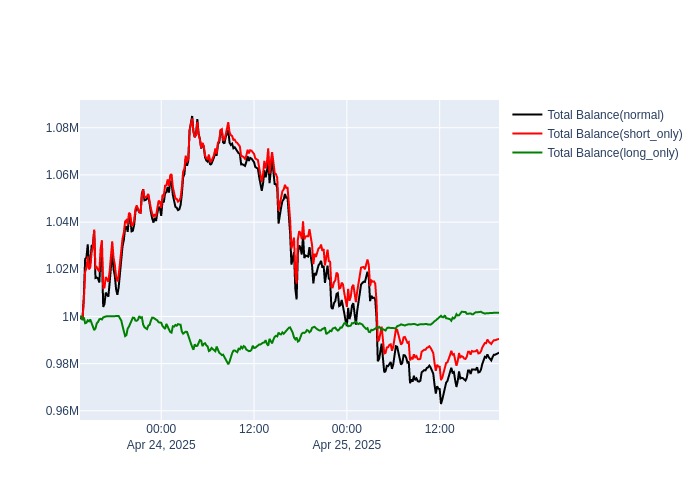 Total Balance(normal)
Total Balance(short_only)
Total Balance(long_only)
1.08M
1.06M
1.04M
1.02M
1M
0.98M
0.96M
00:00
Apr 24, 2025
12:00
00:00
Apr 25, 2025
12:00